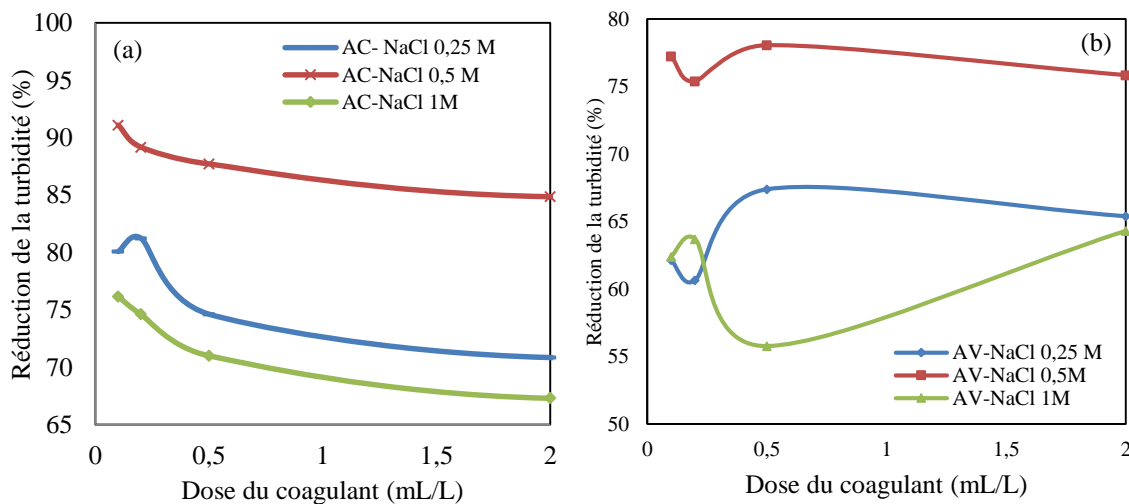 (a)
AC- NaCl 0,25 M
AC-NaCl 0,5 M
AC-NaCl 1M
Réduction de la turbidité (%)
100
95
90
85
80
75
70
65
0
0,5
1
1,5
2
Dose du coagulant (mL/L)
(b)
Réduction de la turbidité (%)
80
75
70
65
60
55
50
AV-NaCl 0,25 M
AV-NaCl 0,5M
AV-NaCl 1M
0
0,5
1
1,5
2
Dose du coagulant (mL/L)